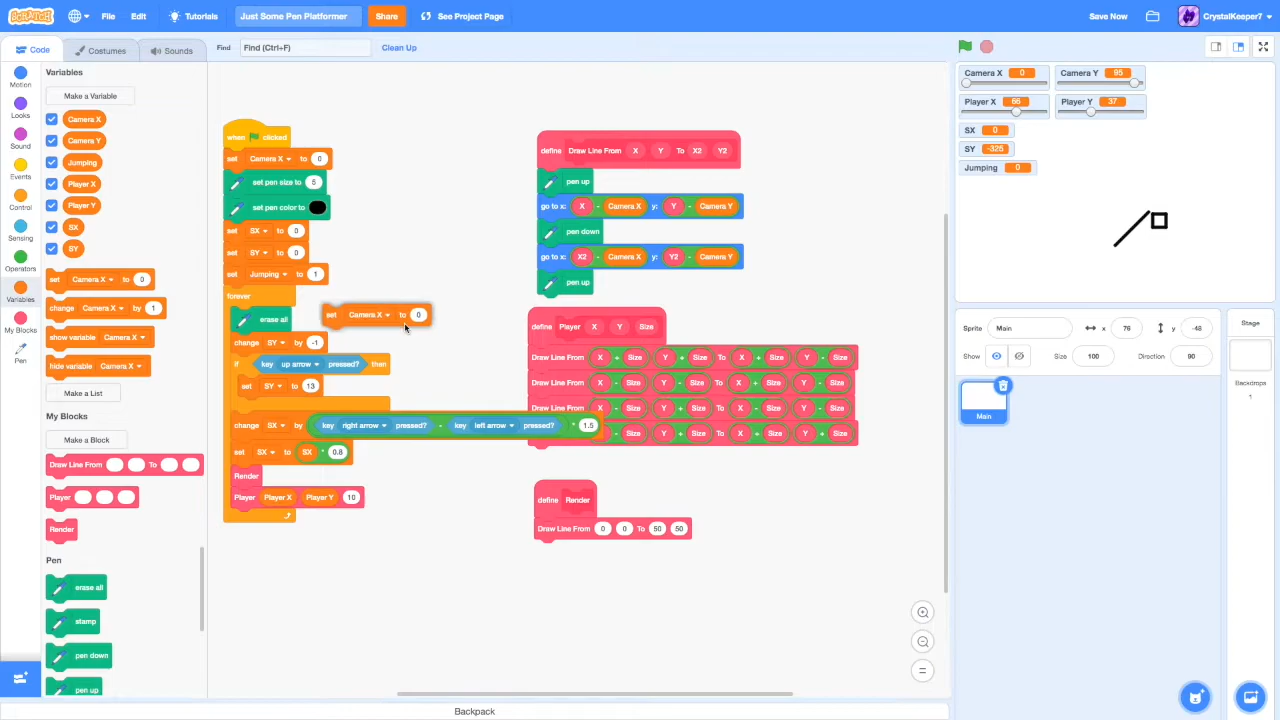 SCRATCH File Edit Tutorials Just Some Pen Platformer Share See Project Page Save Now CrystalKeeper7
Code Costumes Sounds Find Find (Ctrl+F) Clean Up
Motion
Looks
Sound
Events
Control
Sensing
Operators
Variables
My Blocks
Pen
Variables
Make a Variable
Camera X
Camera Y
Jumping
Player X
Player Y
SX
SY
set Camera X to 0
change Camera X by 1
show variable Camera X
hide variable Camera X
Make a List
My Blocks
Make a Block
Draw Line From To
Player
Render
Pen
erase all
stamp
pen down
pen up
when clicked
set Camera X to 0
set pen size to 5
set pen color to
set SX to 0
set SY to 0
set Jumping to 1
forever
erase all
set Camera X to 0
change SY by -1
if key up arrow pressed? then
set SY to 13
change SX by key right arrow pressed? - key left arrow pressed? * 1.5
set SX to SX * 0.8
Render
Player Player X Player Y 10
define Draw Line From X Y To X2 Y2
pen up
go to x: X - Camera X y: Y - Camera Y
pen down
go to x: X2 - Camera X y: Y2 - Camera Y
pen up
define Player X Y Size
Draw Line From X + Size Y + Size To X + Size Y - Size
Draw Line From X - Size Y - Size To X + Size Y - Size
Draw Line From X - Size Y + Size To X - Size Y - Size
- Size Y + Size To X + Size Y + Size
define Render
Draw Line From 0 0 To 50 50
Backpack
Camera X 0 Camera Y 95
Player X 66 Player Y 37
SX 0
SY -325
Jumping 0
Sprite Main x 76 y -48
Show Size 100 Direction 90
Main
Stage
Backdrops
1